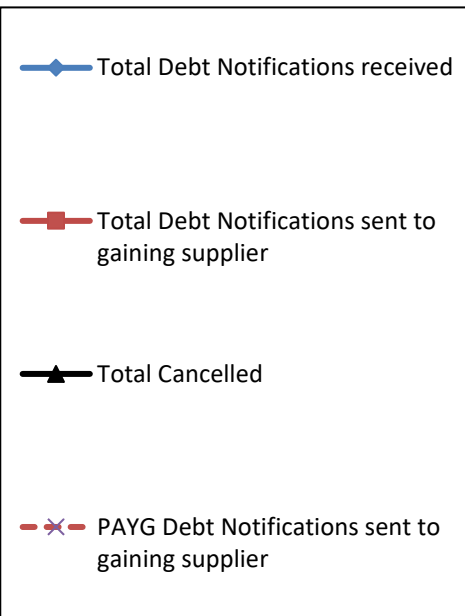 Total Debt Notifications received
Total Debt Notifications sent to
gaining supplier
Total Cancelled
PAYG Debt Notifications sent to
gaining supplier